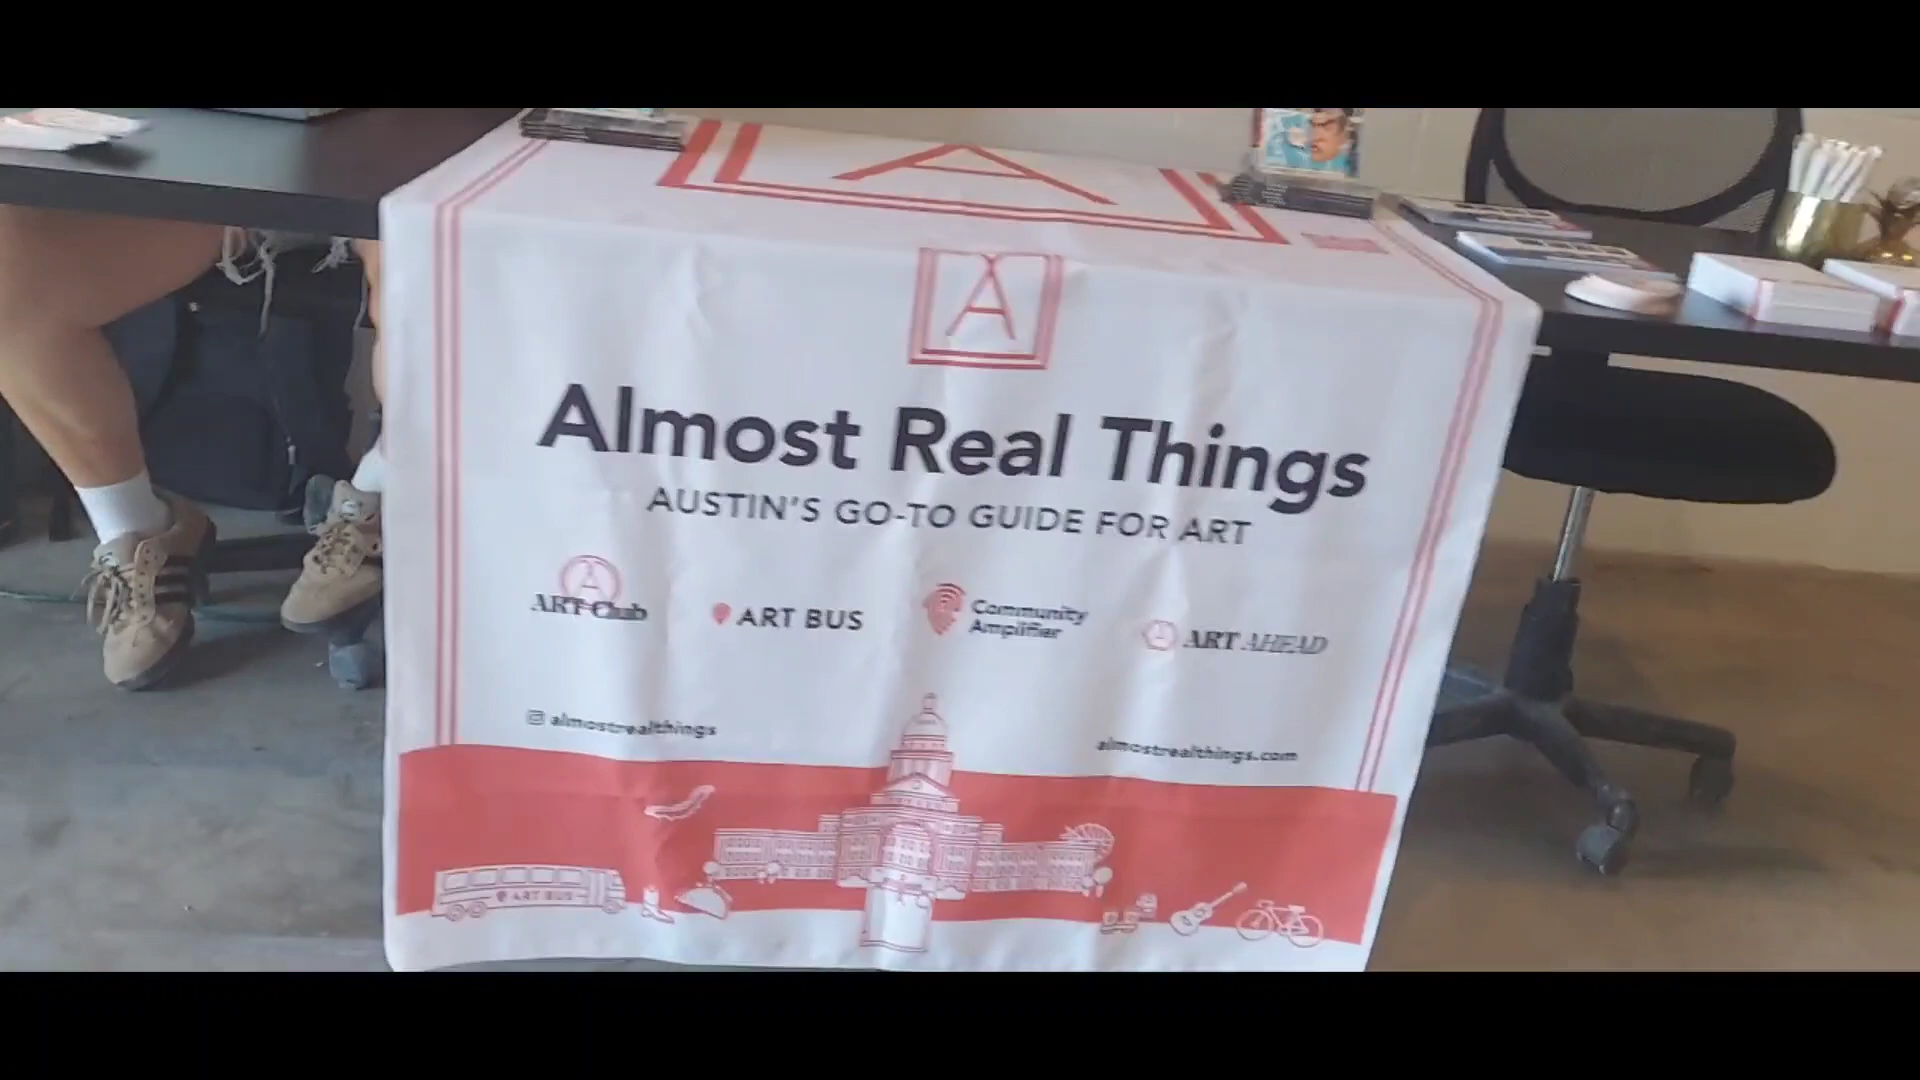 A
A
Almost Real Things
AUSTIN'S GO-TO GUIDE FOR ART
A
ART Club
ART BUS
Community
Amplifier
ART AHEAD
almostrealthings
almostrealthings.com
ART BUS